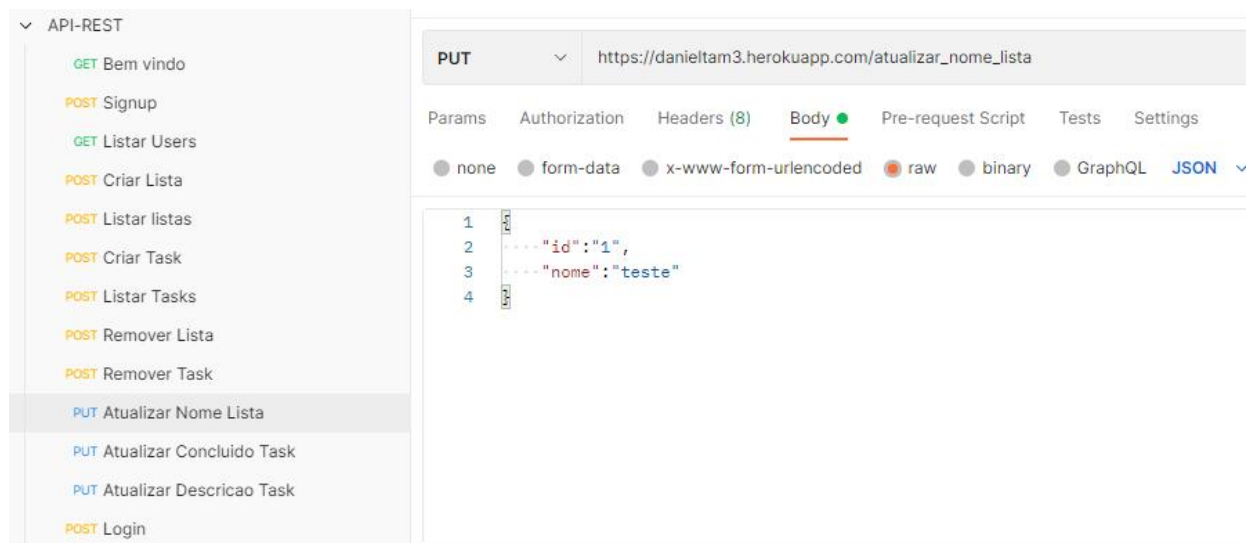 API-REST
GET Bem vindo
POST Signup
GET Listar Users
POST Criar Lista
POST Listar listas
POST Criar Task
POST Listar Tasks
POST Remover Lista
POST Remover Task
PUT Atualizar Nome Lista
PUT Atualizar Concluido Task
PUT Atualizar Descricao Task
POST Login
PUT https://danieltam3.herokuapp.com/atualizar_nome_lista
Params Authorization Headers (8) Body Pre-request Script Tests Settings
none form-data x-www-form-urlencoded raw binary GraphQL JSON
1 {
2 ····"id":"1",
3 ····"nome":"teste"
4 }